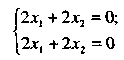 2x₁ + 2x₂ = 0;
2x₁ + 2x₂ = 0